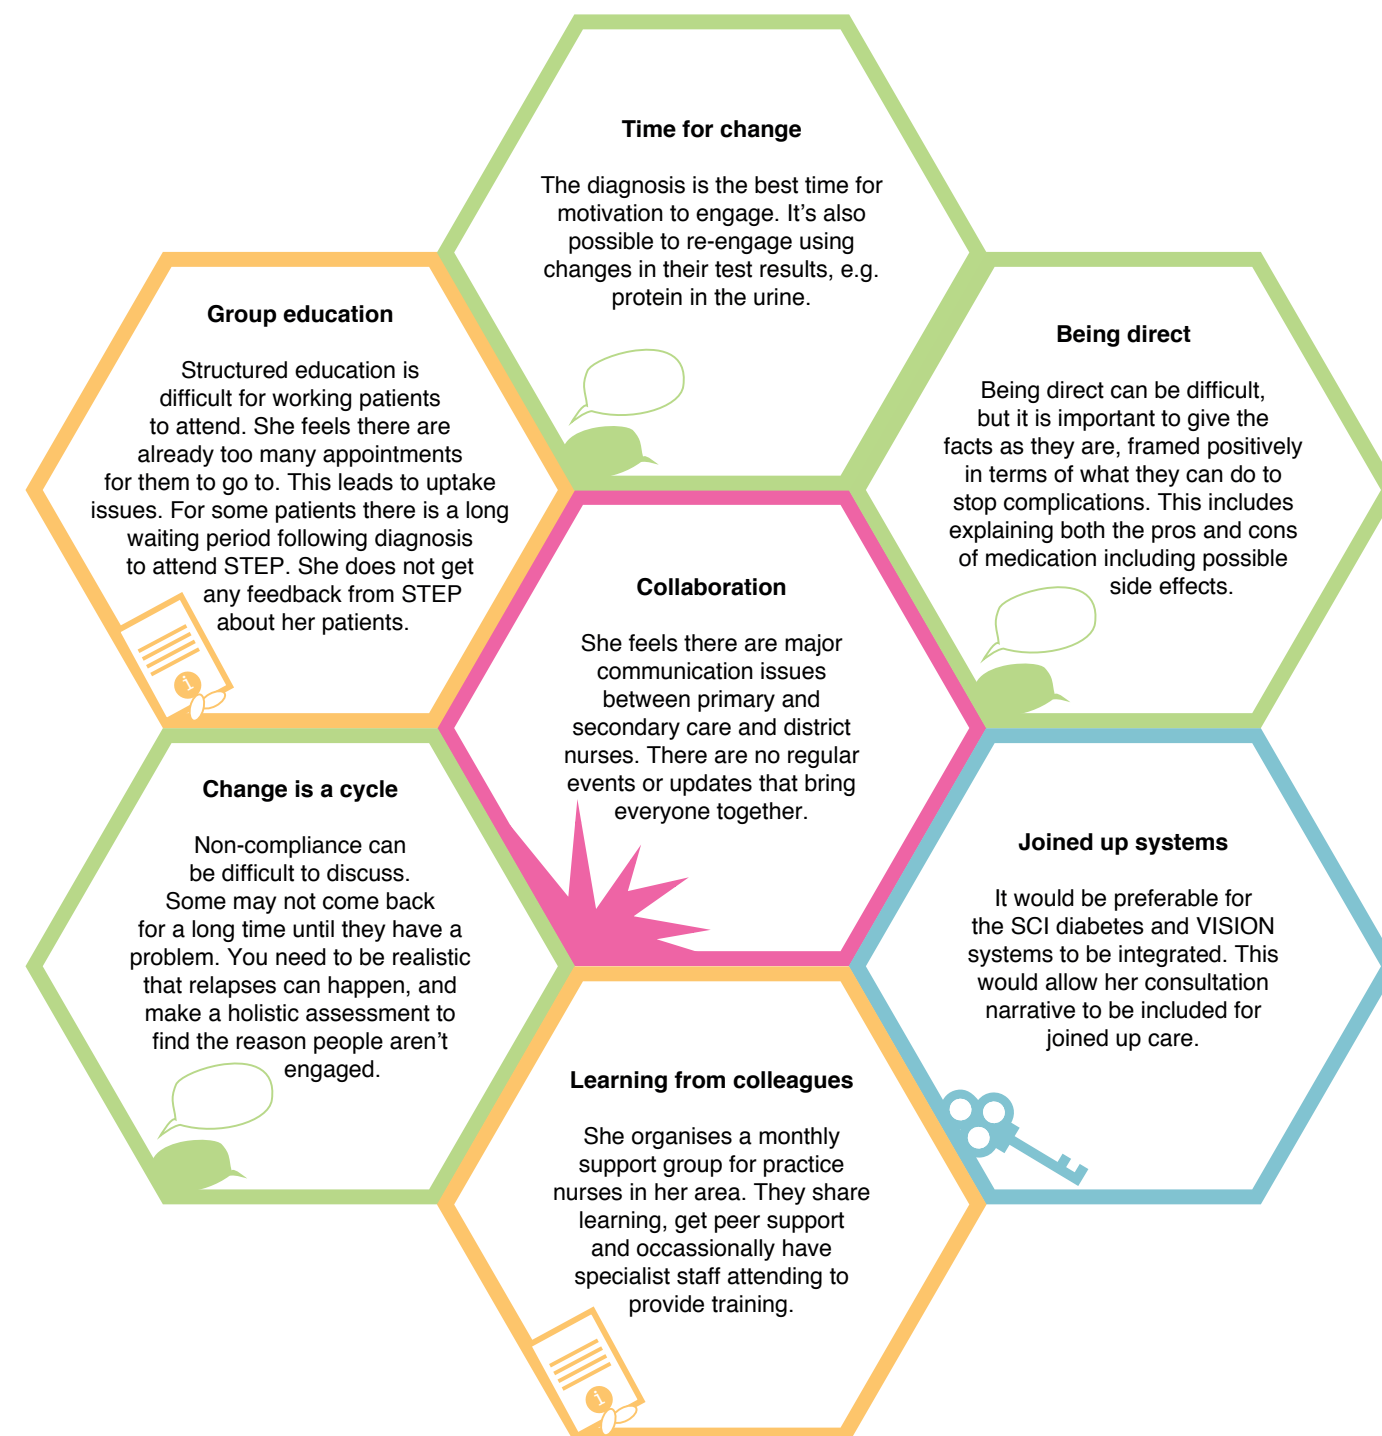 Time for change
The diagnosis is the best time for
motivation to engage. It's also
possible to re-engage using
changes in their test results, e.g.
protein in the urine.
Group education
Structured education is
difficult for working patients
to attend. She feels there are
already too many appointments
for them to go to. This leads to uptake
issues. For some patients there is a long
waiting period following diagnosis
to attend STEP. She does not get
any feedback from STEP
about her patients.
i
Being direct
Being direct can be difficult,
but it is important to give the
facts as they are, framed positively
in terms of what they can do to
stop complications. This includes
explaining both the pros and cons
of medication including possible
side effects.
Collaboration
She feels there are major
communication issues
between primary and
secondary care and district
nurses. There are no regular
events or updates that bring
everyone together.
Change is a cycle
Non-compliance can
be difficult to discuss.
Some may not come back
for a long time until they have a
problem. You need to be realistic
that relapses can happen, and
make a holistic assessment to
find the reason people aren't
engaged.
Joined up systems
It would be preferable for
the SCI diabetes and VISION
systems to be integrated. This
would allow her consultation
narrative to be included for
joined up care.
Learning from colleagues
She organises a monthly
support group for practice
nurses in her area. They share
learning, get peer support
and occassionally have
specialist staff attending to
provide training.
i